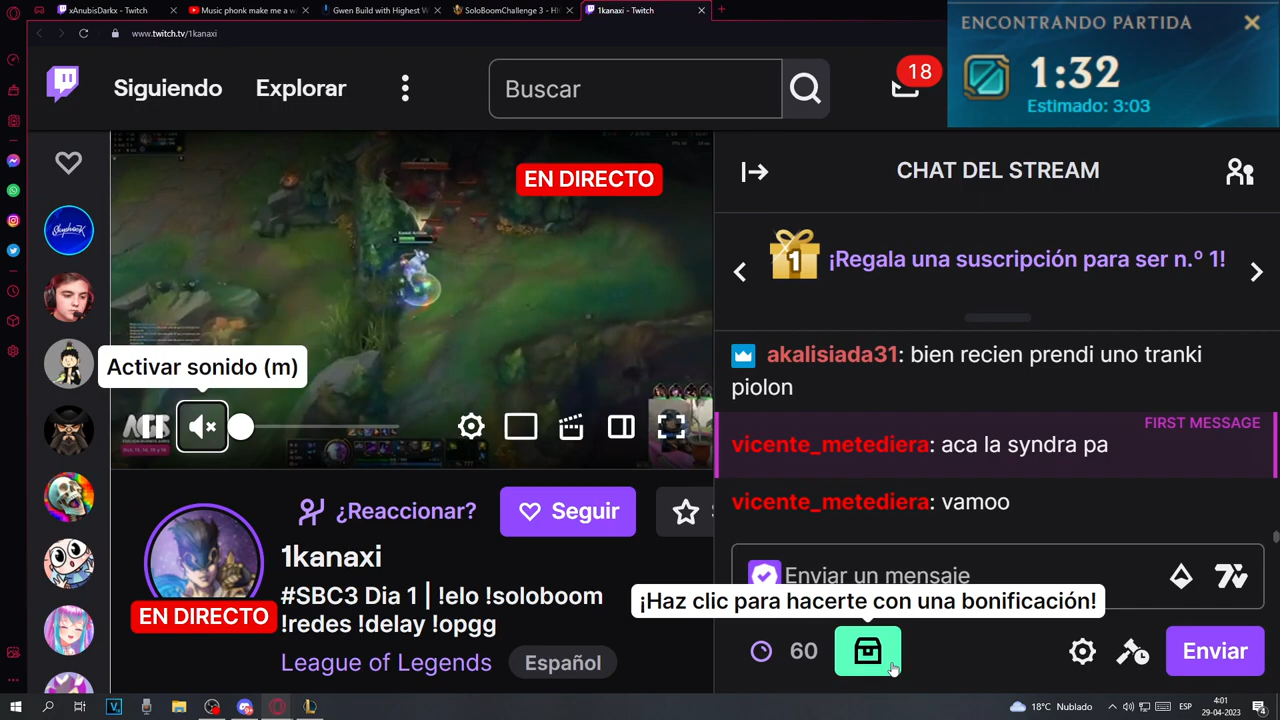 xAnubisDarkx - Twitch
Music phonk make me a w
Gwen Build with Highest W
SoloBoomChallenge 3 - Hi
1kanaxi - Twitch
www.twitch.tv/1kanaxi
ENCONTRANDO PARTIDA
1:32
Estimado: 3:03
Siguiendo
Explorar
Buscar
18
EN DIRECTO
CHAT DEL STREAM
1
¡Regala una suscripción para ser n.º 1!
akalisiada31: bien recien prendi uno tranki
piolon
Activar sonido (m)
FIRST MESSAGE
vicente_metediera: aca la syndra pa
vicente_metediera: vamoo
¿Reaccionar?
Seguir
1kanaxi
#SBC3 Dia 1 | !elo !soloboom
!redes !delay !opgg
EN DIRECTO
League of Legends
Español
Enviar un mensaje
¡Haz clic para hacerte con una bonificación!
60
Enviar
18°C Nublado
ESP
4:01
29-04-2023
4